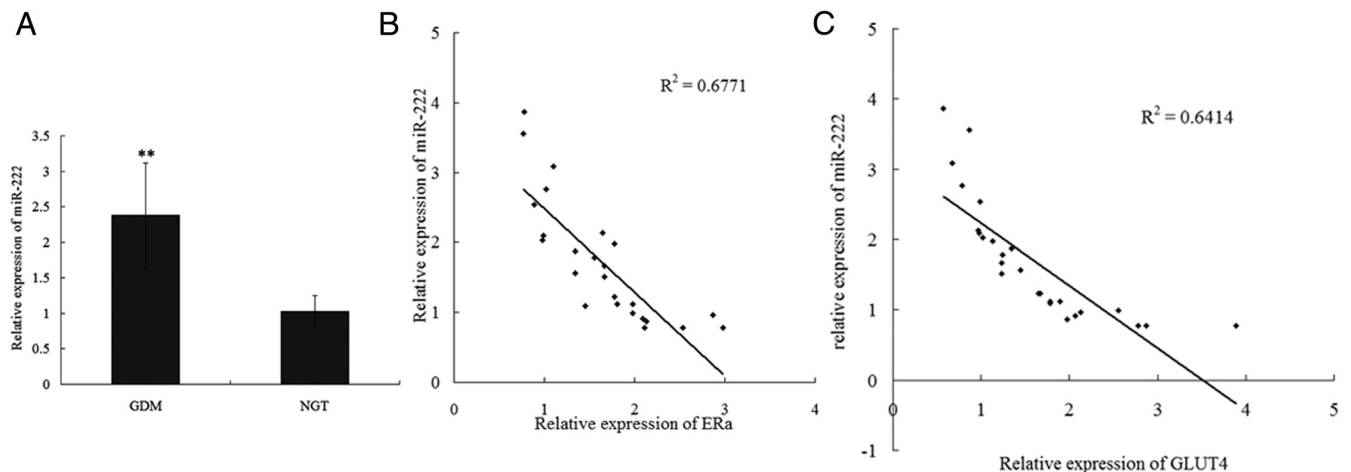 A
Relative expression of miR-222
3.5
3
2.5
2
1.5
1
0.5
0
**
GDM
NGT
B
Relative expression of miR-222
5
4
3
2
1
0
R² = 0.6771
0
1
2
3
4
Relative expression of ERa
C
relative expression of miR-222
5
4
3
2
1
0
-1
R² = 0.6414
0
1
2
3
4
5
Relative expression of GLUT4